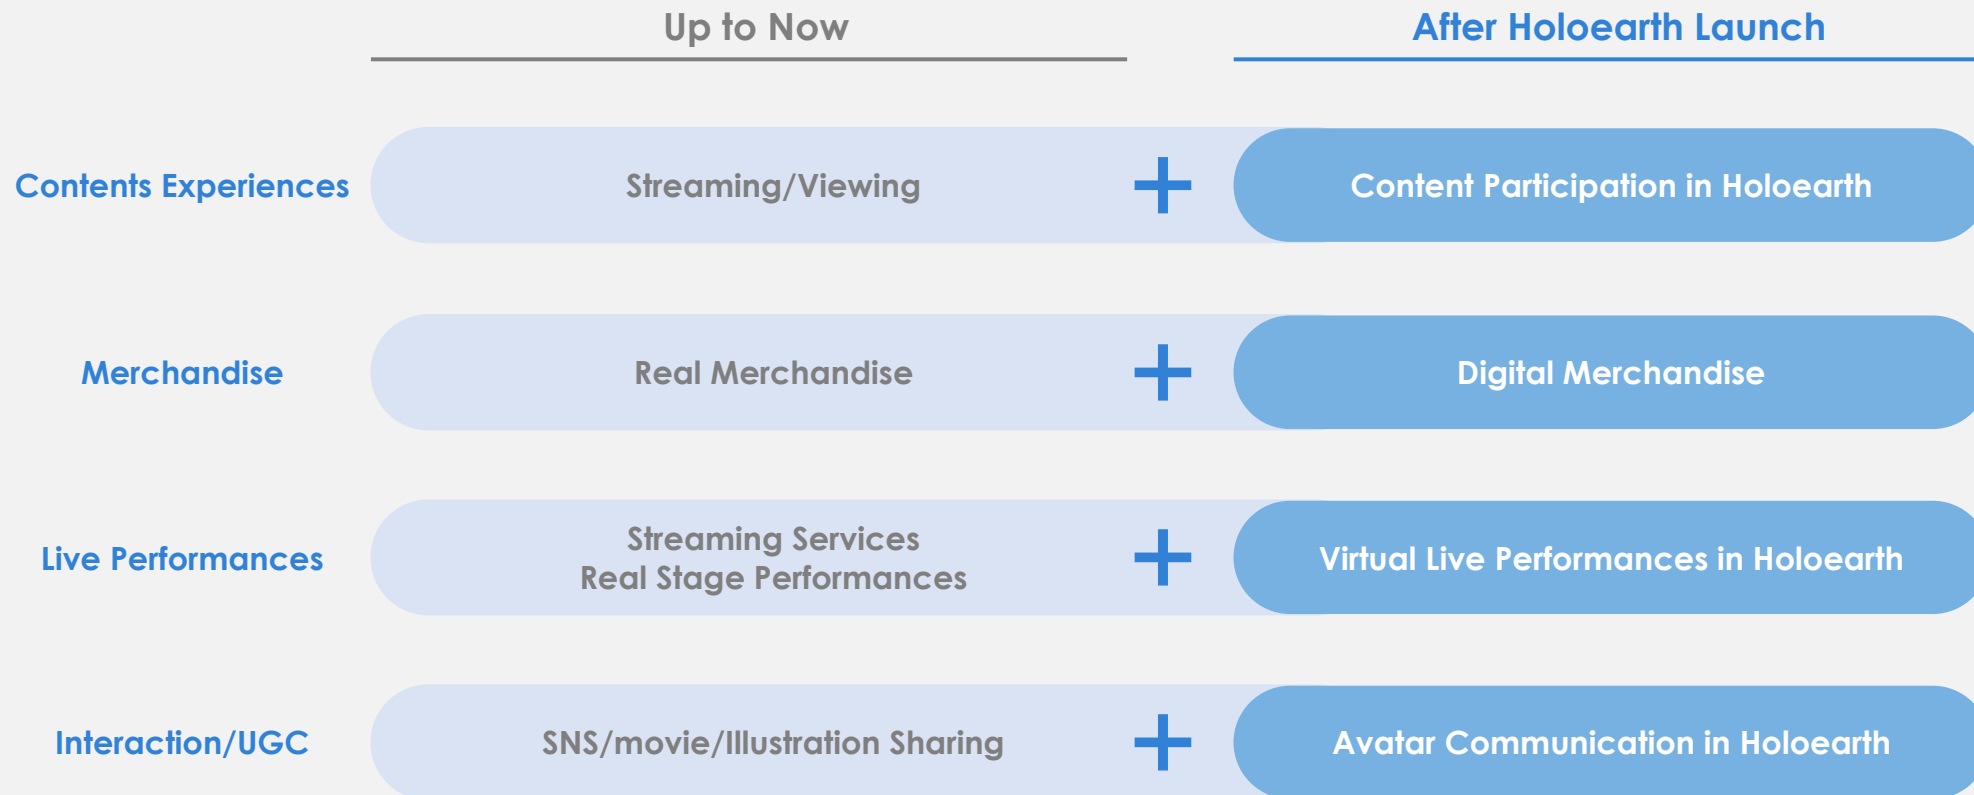 Up to Now
After Holoearth Launch
Contents Experiences
Streaming/Viewing
+
Content Participation in Holoearth
Merchandise
Real Merchandise
+
Digital Merchandise
Live Performances
Streaming Services
Real Stage Performances
+
Virtual Live Performances in Holoearth
Interaction/UGC
SNS/movie/Illustration Sharing
+
Avatar Communication in Holoearth